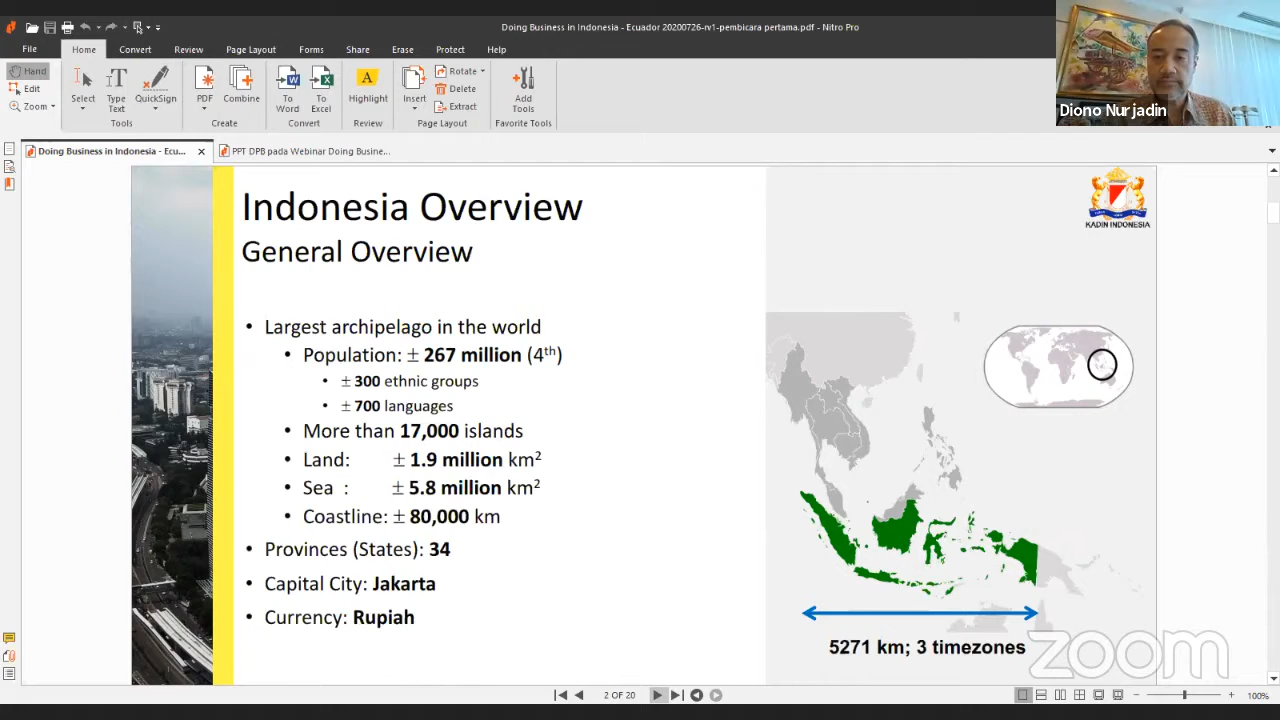 Doing Business in Indonesia - Ecuador 20200726-rv1-pembicara pertama.pdf - Nitro Pro
File Home Convert Review Page Layout Forms Share Erase Protect Help
Hand
Edit
Zoom
Select
Type Text
QuickSign
Tools
PDF
Combine
Create
To Word
To Excel
Convert
Highlight
Review
Insert
Rotate
Delete
Extract
Page Layout
Add Tools
Favorite Tools
Diono Nurjadin
Doing Business in Indonesia - Ecu...
PPT DPB pada Webinar Doing Busine...
Indonesia Overview
General Overview
KADIN INDONESIA
• Largest archipelago in the world
• Population: ± 267 million (4th)
• ± 300 ethnic groups
• ± 700 languages
• More than 17,000 islands
• Land: ± 1.9 million km²
• Sea : ± 5.8 million km²
• Coastline: ± 80,000 km
• Provinces (States): 34
• Capital City: Jakarta
• Currency: Rupiah
5271 km; 3 timezones
zoom
2 OF 20
100%